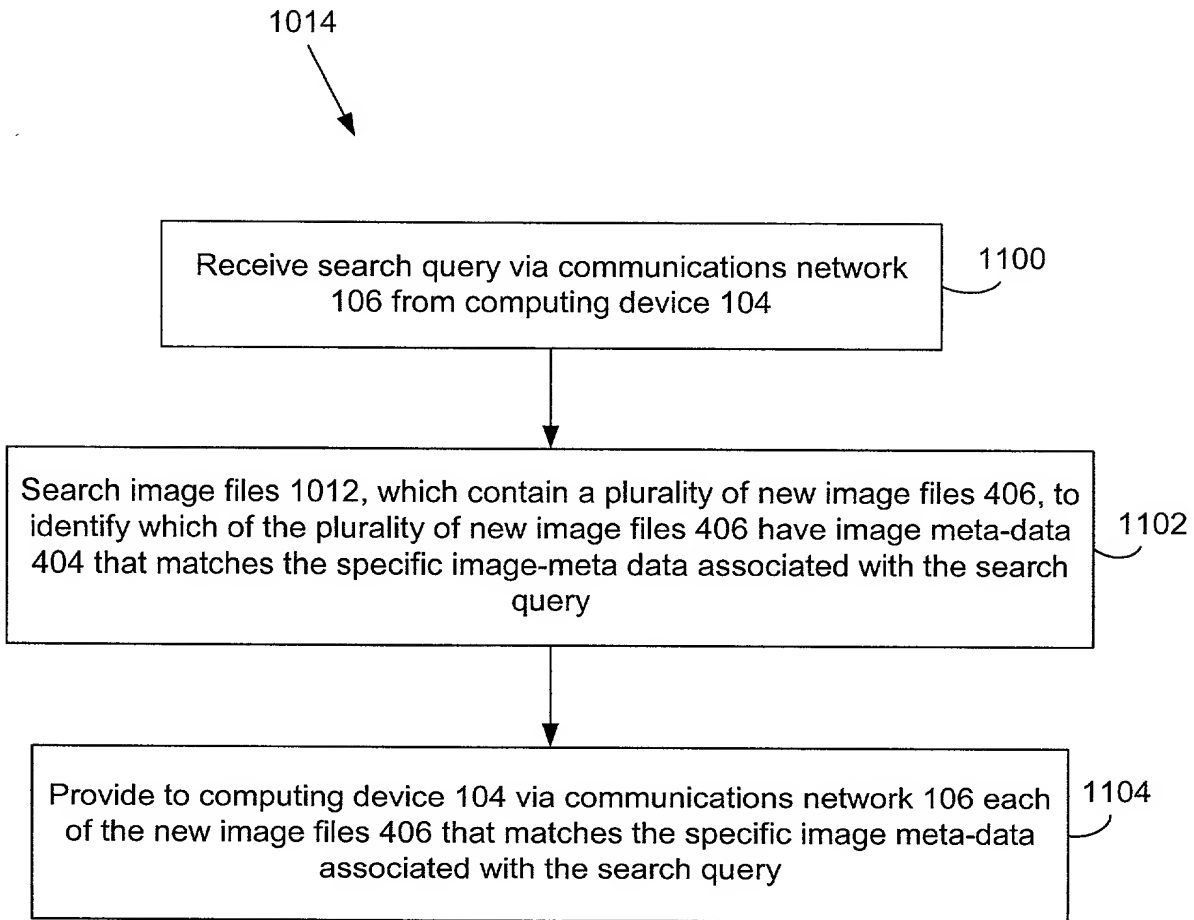 1014
Receive search query via communications network
106 from computing device 104
1100
Search image files 1012, which contain a plurality of new image files 406, to
identify which of the plurality of new image files 406 have image meta-data
404 that matches the specific image-meta data associated with the search
query
1102
Provide to computing device 104 via communications network 106 each
of the new image files 406 that matches the specific image meta-data
associated with the search query
1104